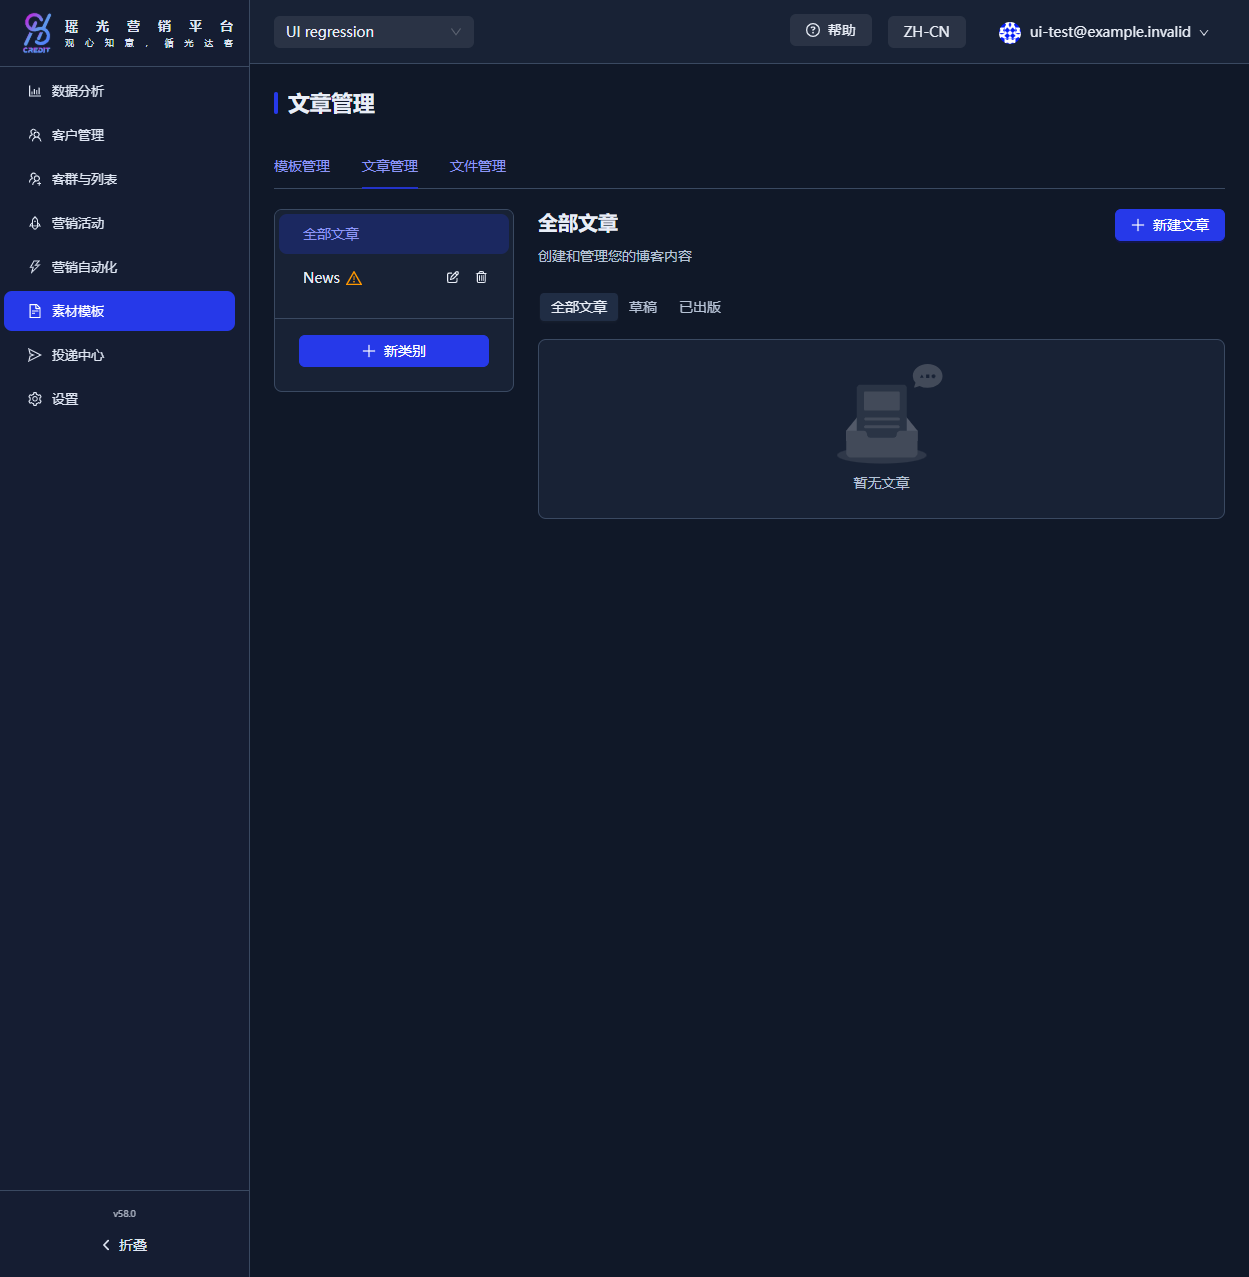 瑶光营销平台
观心知意，循光达客
CREDIT
UI regression
帮助
ZH-CN
ui-test@example.invalid
数据分析
客户管理
客群与列表
营销活动
营销自动化
素材模板
投递中心
设置
文章管理
模板管理
文章管理
文件管理
全部文章
News
新类别
全部文章
新建文章
创建和管理您的博客内容
全部文章
草稿
已出版
暂无文章
v58.0
折叠